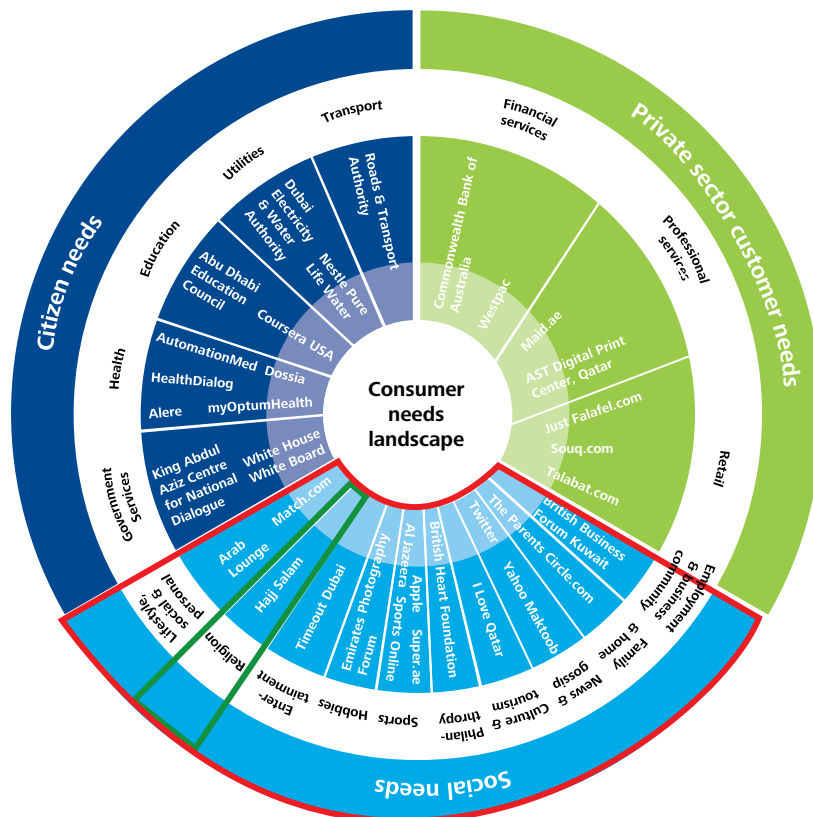 Consumer
needs
landscape
Citizen needs
Transport
Roads & Transport
Authority
Utilities
Dubai
Electricity
& Water
Authority
Nestle Pure
Life Water
Education
Abu Dhabi
Education
Council
Coursera USA
Health
AutomationMed
Dossia
HealthDialog
Alere
myOptumHealth
Government
Services
King Abdul
Aziz Centre
for National
Dialogue
White House
White Board
Private sector customer needs
Financial
services
Commonwealth Bank of
Australia
Westpac
Professional
services
Maid.ae
AST Digital Print
Center, Qatar
Retail
Just Falafel.com
Souq.com
Talabat.com
Social needs
Employment
& business
community
British Business
Forum Kuwait
Family
& home
The Parents Circle.com
News &
gossip
Twitter
Yahoo Maktoob
Culture &
tourism
I Love Qatar
Philan-
thropy
British Heart Foundation
Sports
Al Jazeera Sports Online
Apple Super.ae
Hobbies
Emirates Photography
Forum
Enter-
tainment
Timeout Dubai
Religion
Hajj Salam
Lifestyle,
social &
personal
Match.com
Arab
Lounge